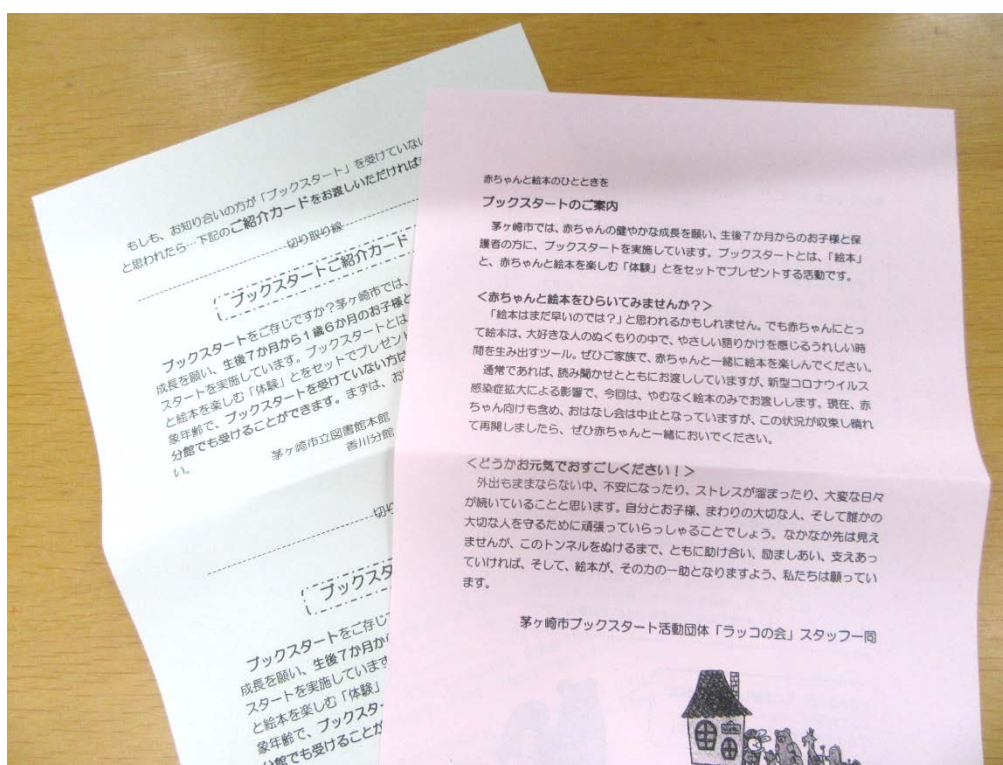 もしも、お知り合いの方が「ブックスタート」を受けていない
と思われたら…下記のご紹介カードをお渡しいただければ
切り取り線
ブックスタートご紹介カード
ブックスタートをご存じですか?茅ヶ崎市では、
成長を願い、生後7か月から1歳6か月のお子様と
スタートを実施しています。ブックスタートとは
と絵本を楽しむ「体験」とをセットでプレゼント
象年齢で、ブックスタートを受けていない方は
分館でも受けることができます。まずは、お
い。
茅ヶ崎市立図書館本館
香川分館
切り
ブックスタ
ブックスタートをご存じ
成長を願い、生後7か月か
スタートを実施しています
と絵本を楽しむ「体験」
象年齢で、ブックスター
分館でも受けることが
赤ちゃんと絵本のひとときを
ブックスタートのご案内
茅ヶ崎市では、赤ちゃんの健やかな成長を願い、生後7か月からのお子様と保
護者の方に、ブックスタートを実施しています。ブックスタートとは、「絵本」
と、赤ちゃんと絵本を楽しむ「体験」とをセットでプレゼントする活動です。
<赤ちゃんと絵本をひらいてみませんか?>
「絵本はまだ早いのでは?」と思われるかもしれません。でも赤ちゃんにとっ
て絵本は、大好きな人のぬくもりの中で、やさしい語りかけを感じるうれしい時
間を生み出すツール。ぜひご家族で、赤ちゃんと一緒に絵本を楽しんでください。
通常であれば、読み聞かせとともにお渡ししていますが、新型コロナウイルス
感染症拡大による影響で、今回は、やむなく絵本のみでお渡しします。現在、赤
ちゃん向けも含め、おはなし会は中止となっていますが、この状況が収束し晴れ
て再開しましたら、ぜひ赤ちゃんと一緒においでください。
<どうかお元気でおすごしください!>
外出もままならない中、不安になったり、ストレスが溜まったり、大変な日々
が続いていることと思います。自分とお子様、まわりの大切な人、そして誰かの
大切な人を守るために頑張っていらっしゃることでしょう。なかなか先は見え
ませんが、このトンネルをぬけるまで、ともに助け合い、励ましあい、支えあっ
ていければ、そして、絵本が、その力の一助となりますよう、私たちは願ってい
ます。
茅ヶ崎市ブックスタート活動団体「ラッコの会」スタッフ一同